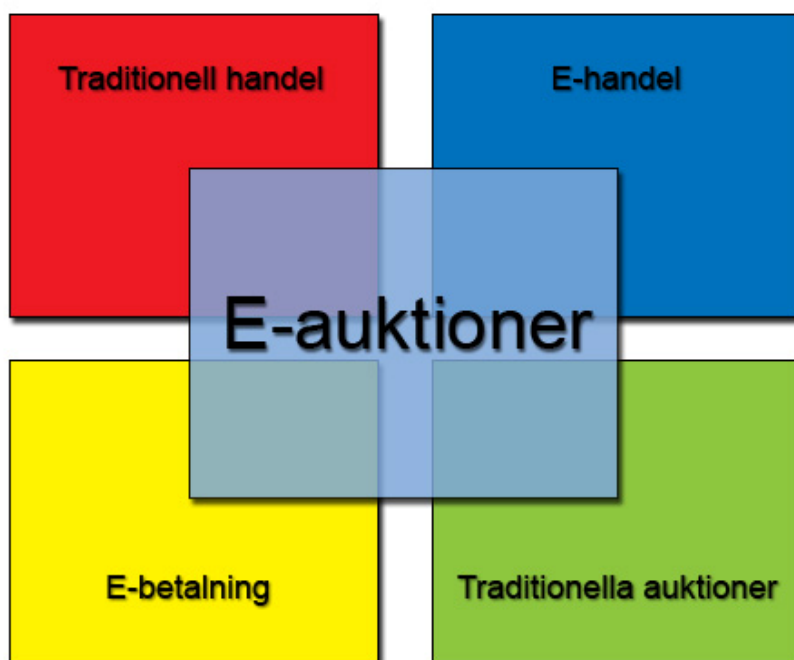 Traditionell handel
E-handel
E-auktioner
E-betalning
Traditionella auktioner